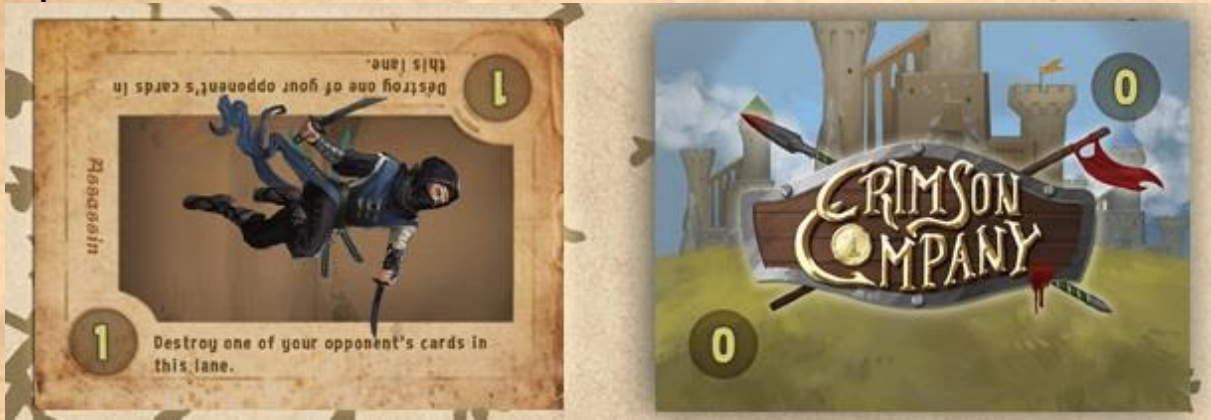 1
Destroy one of your opponent's cards in
this lane.
Assassin
1
Destroy one of your opponent's cards in
this lane.
0
CRIMSON
COMPANY
0